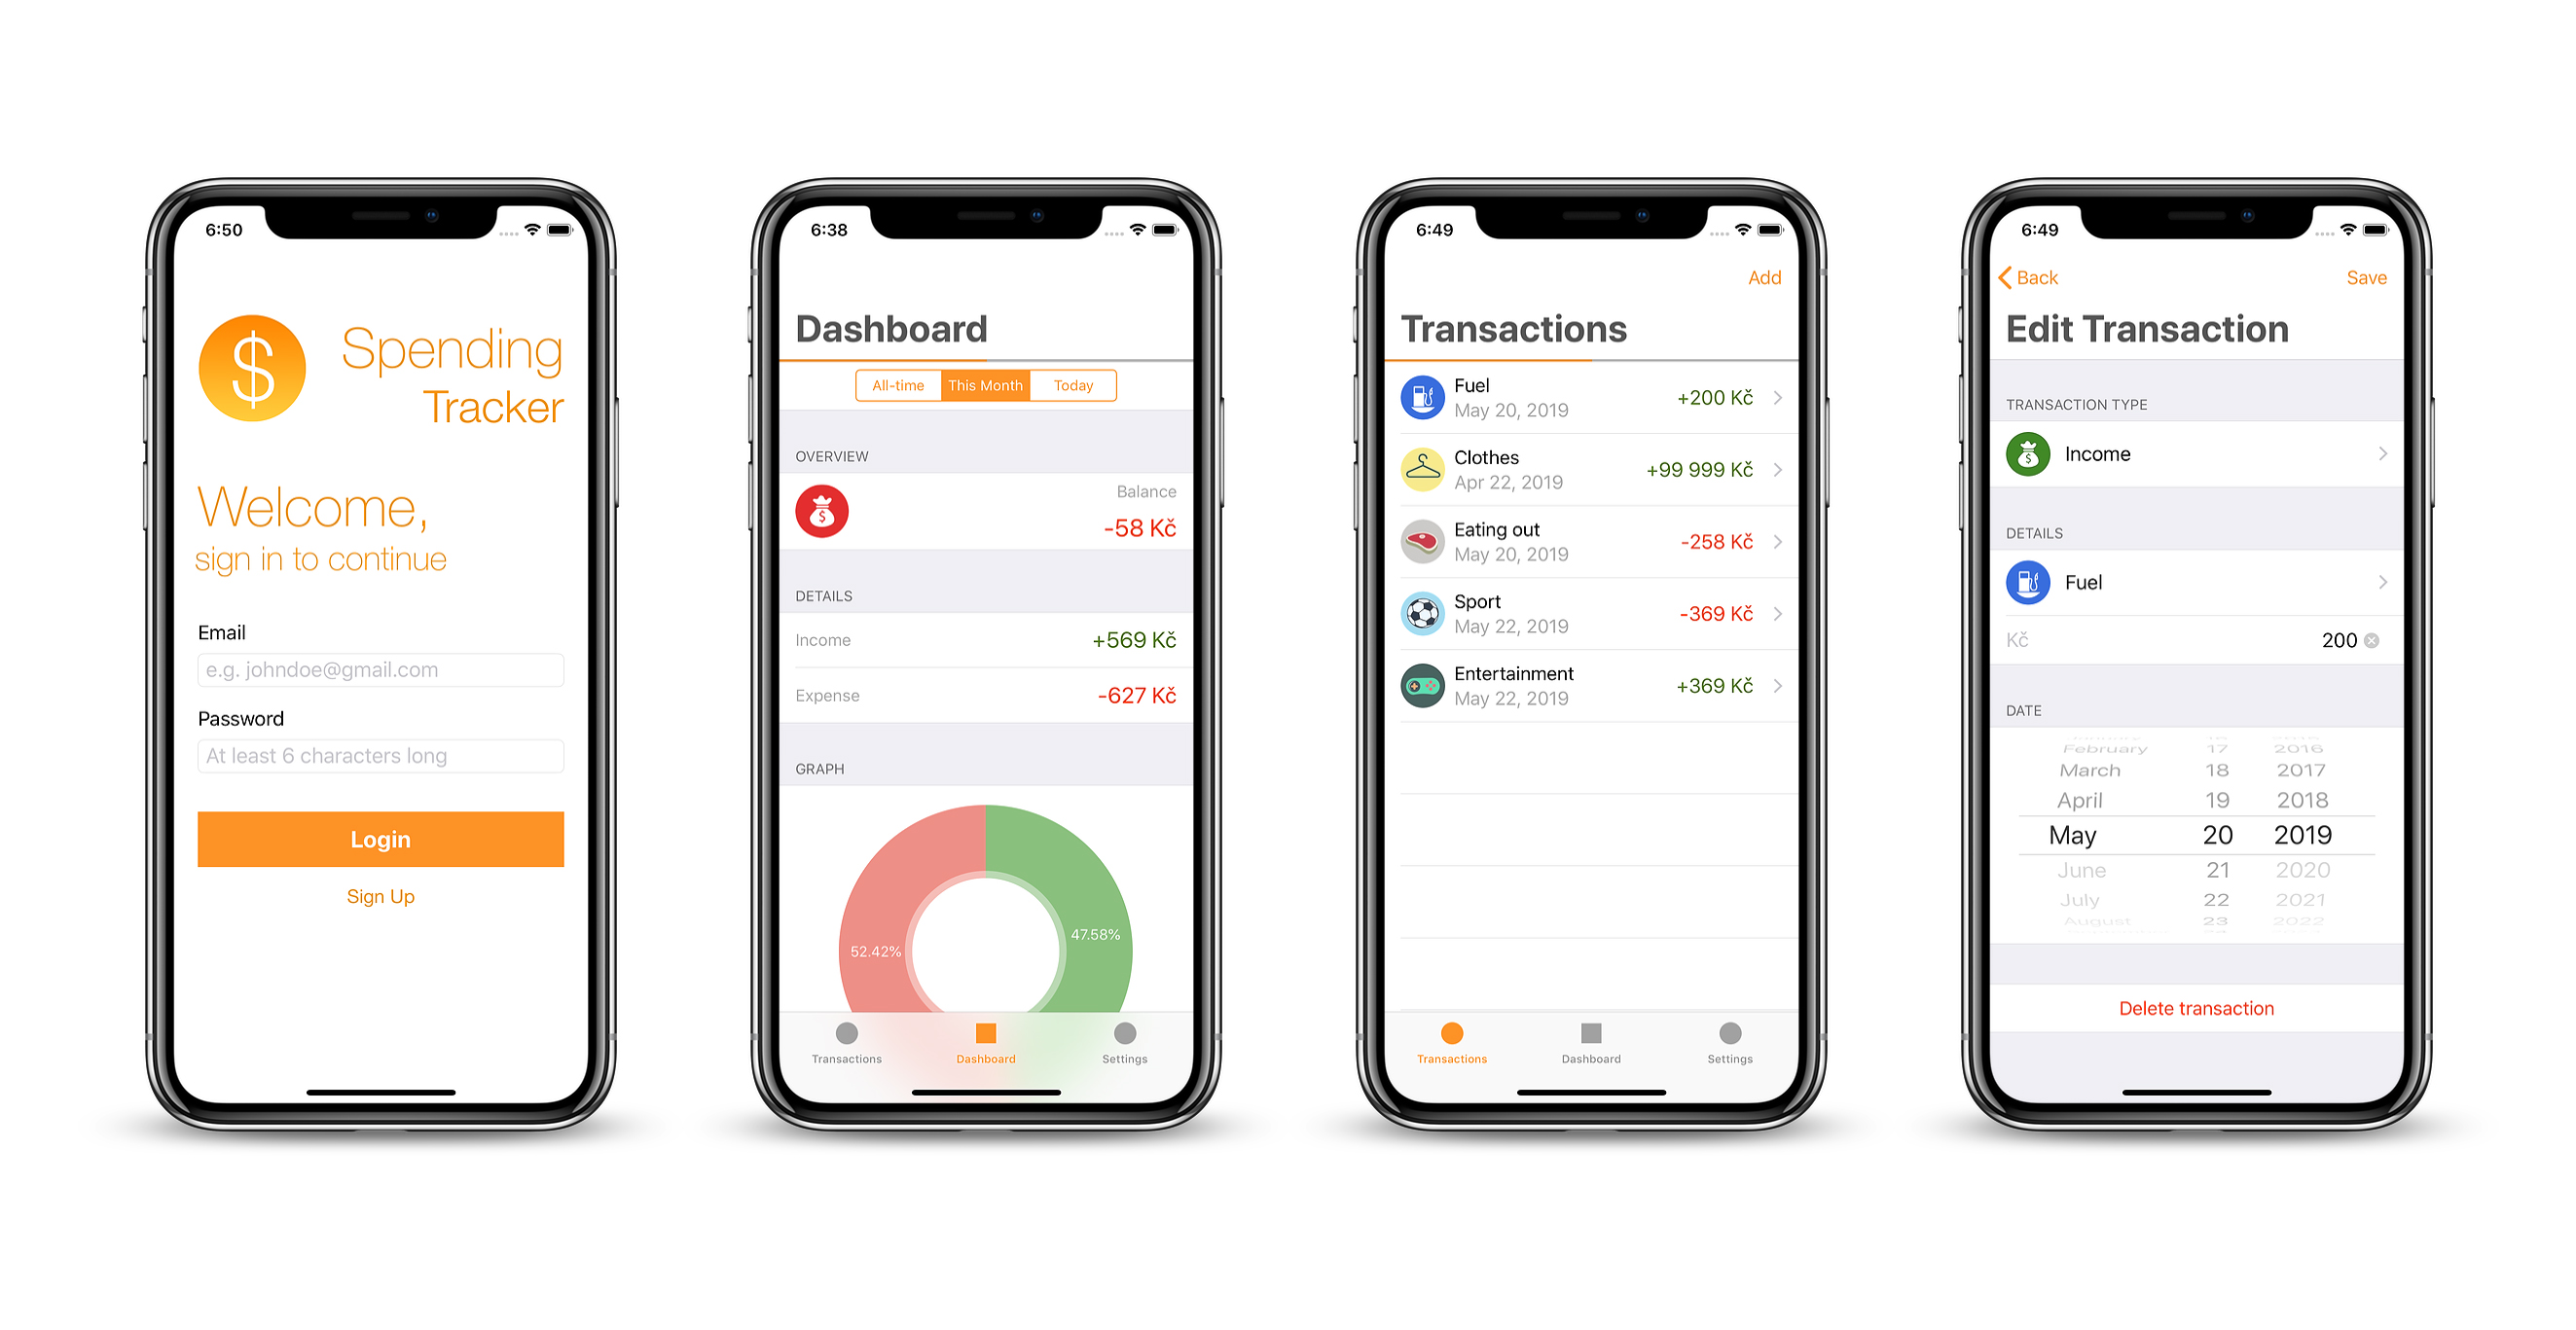 6:50
$
Spending
Tracker
Welcome,
sign in to continue
Email
e.g. johndoe@gmail.com
Password
At least 6 characters long
Login
Sign Up
6:38
Dashboard
All-time This Month Today
OVERVIEW
$ Balance
-58 Kč
DETAILS
Income +569 Kč
Expense -627 Kč
GRAPH
52.42% 47.58%
Transactions Dashboard Settings
6:49
Add
Transactions
Fuel
May 20, 2019 +200 Kč
Clothes
Apr 22, 2019 +99 999 Kč
Eating out
May 20, 2019 -258 Kč
Sport
May 22, 2019 -369 Kč
Entertainment
May 22, 2019 +369 Kč
Transactions Dashboard Settings
6:49
Back Save
Edit Transaction
TRANSACTION TYPE
$ Income
DETAILS
Fuel
Kč 200
DATE
February 17 2016
March 18 2017
April 19 2018
May 20 2019
June 21 2020
July 22 2021
August 23 2022
Delete transaction